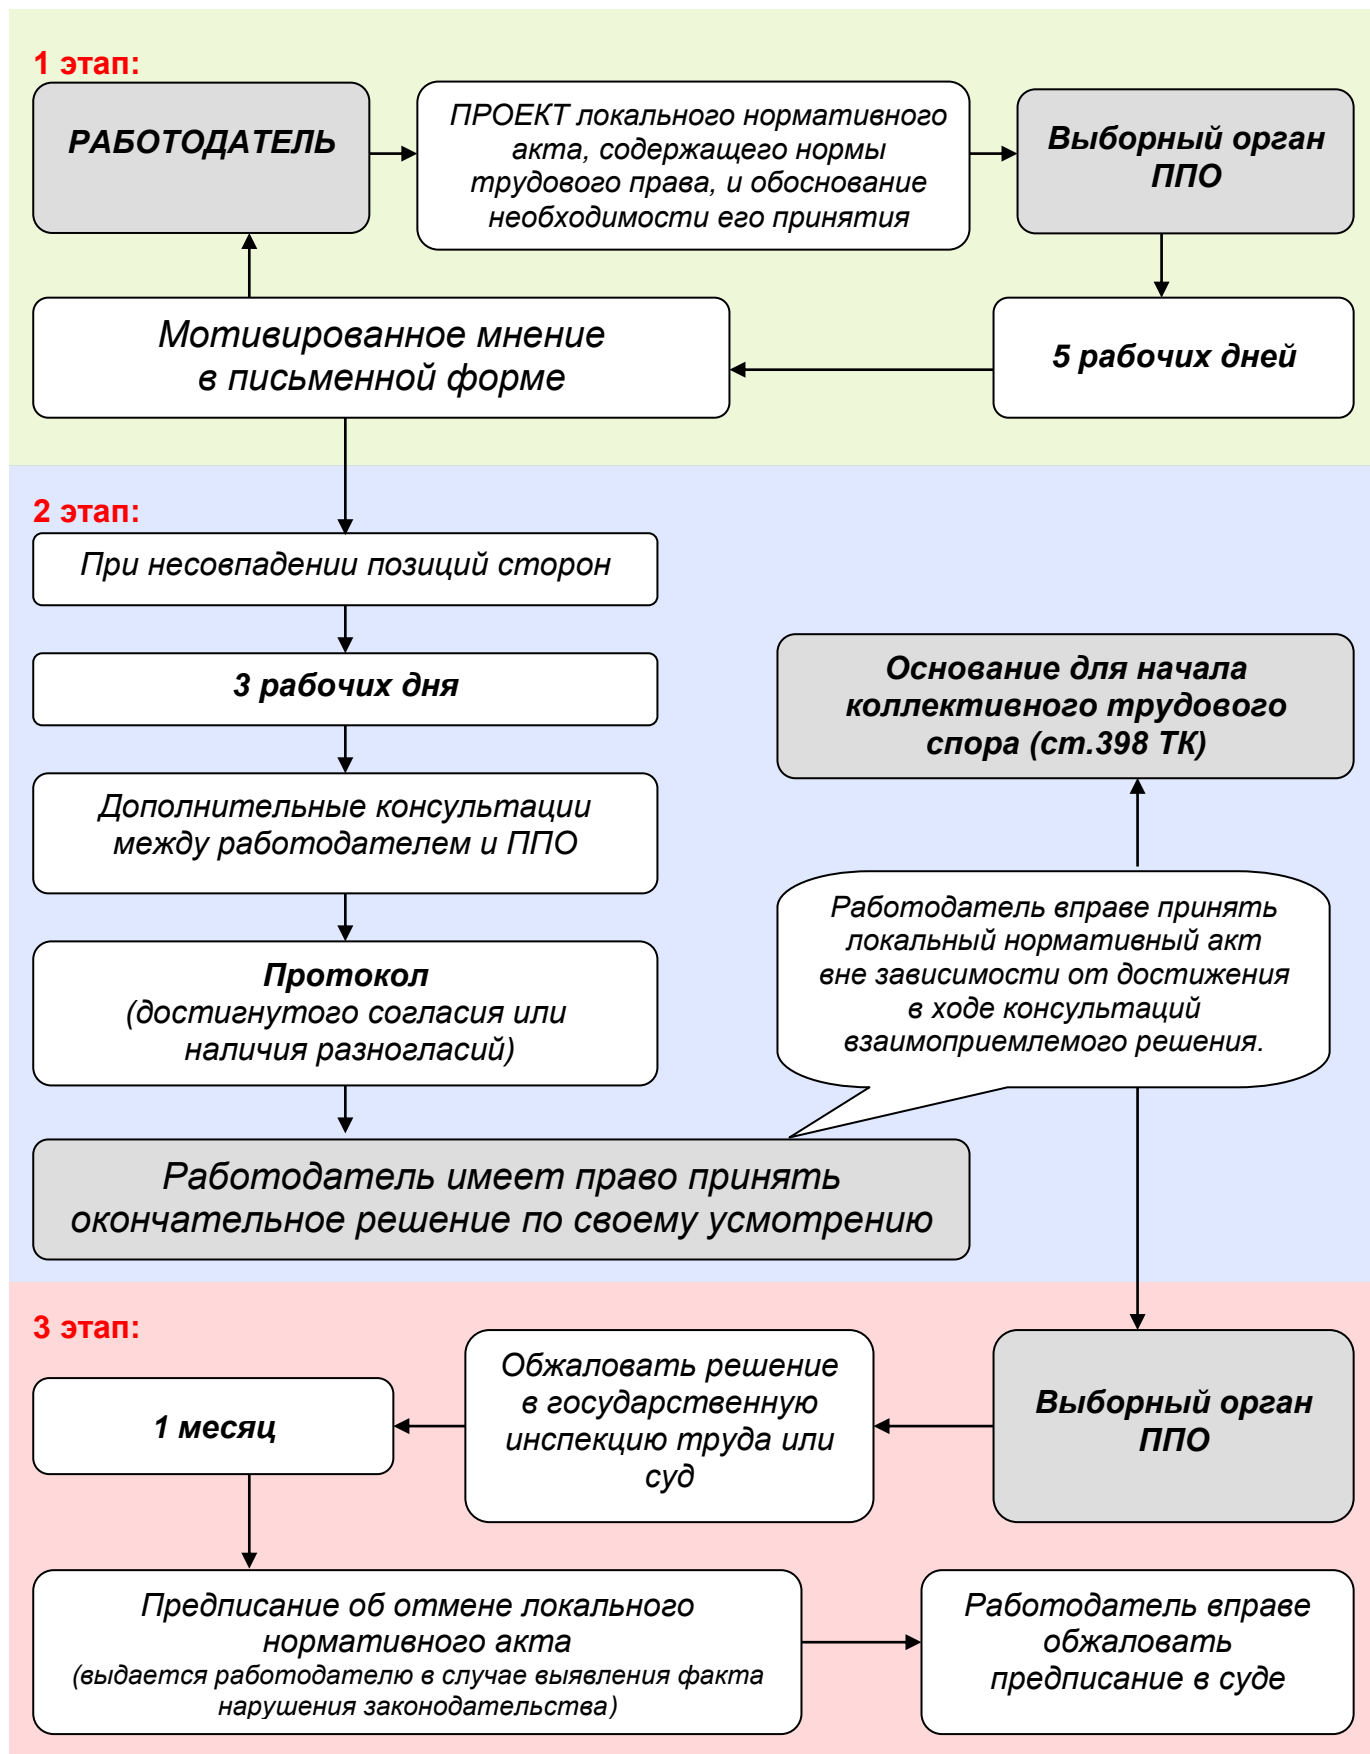 1 этап:
РАБОТОДАТЕЛЬ
ПРОЕКТ локального нормативного
акта, содержащего нормы
трудового права, и обоснование
необходимости его принятия
Выборный орган
ППО
5 рабочих дней
Мотивированное мнение
в письменной форме
2 этап:
При несовпадении позиций сторон
3 рабочих дня
Дополнительные консультации
между работодателем и ППО
Протокол
(достигнутого согласия или
наличия разногласий)
Работодатель имеет право принять
окончательное решение по своему усмотрению
Основание для начала
коллективного трудового
спора (ст.398 ТК)
Работодатель вправе принять
локальный нормативный акт
вне зависимости от достижения
в ходе консультаций
взаимоприемлемого решения.
3 этап:
Выборный орган
ППО
Обжаловать решение
в государственную
инспекцию труда или
суд
1 месяц
Предписание об отмене локального
нормативного акта
(выдается работодателю в случае выявления факта
нарушения законодательства)
Работодатель вправе
обжаловать
предписание в суде